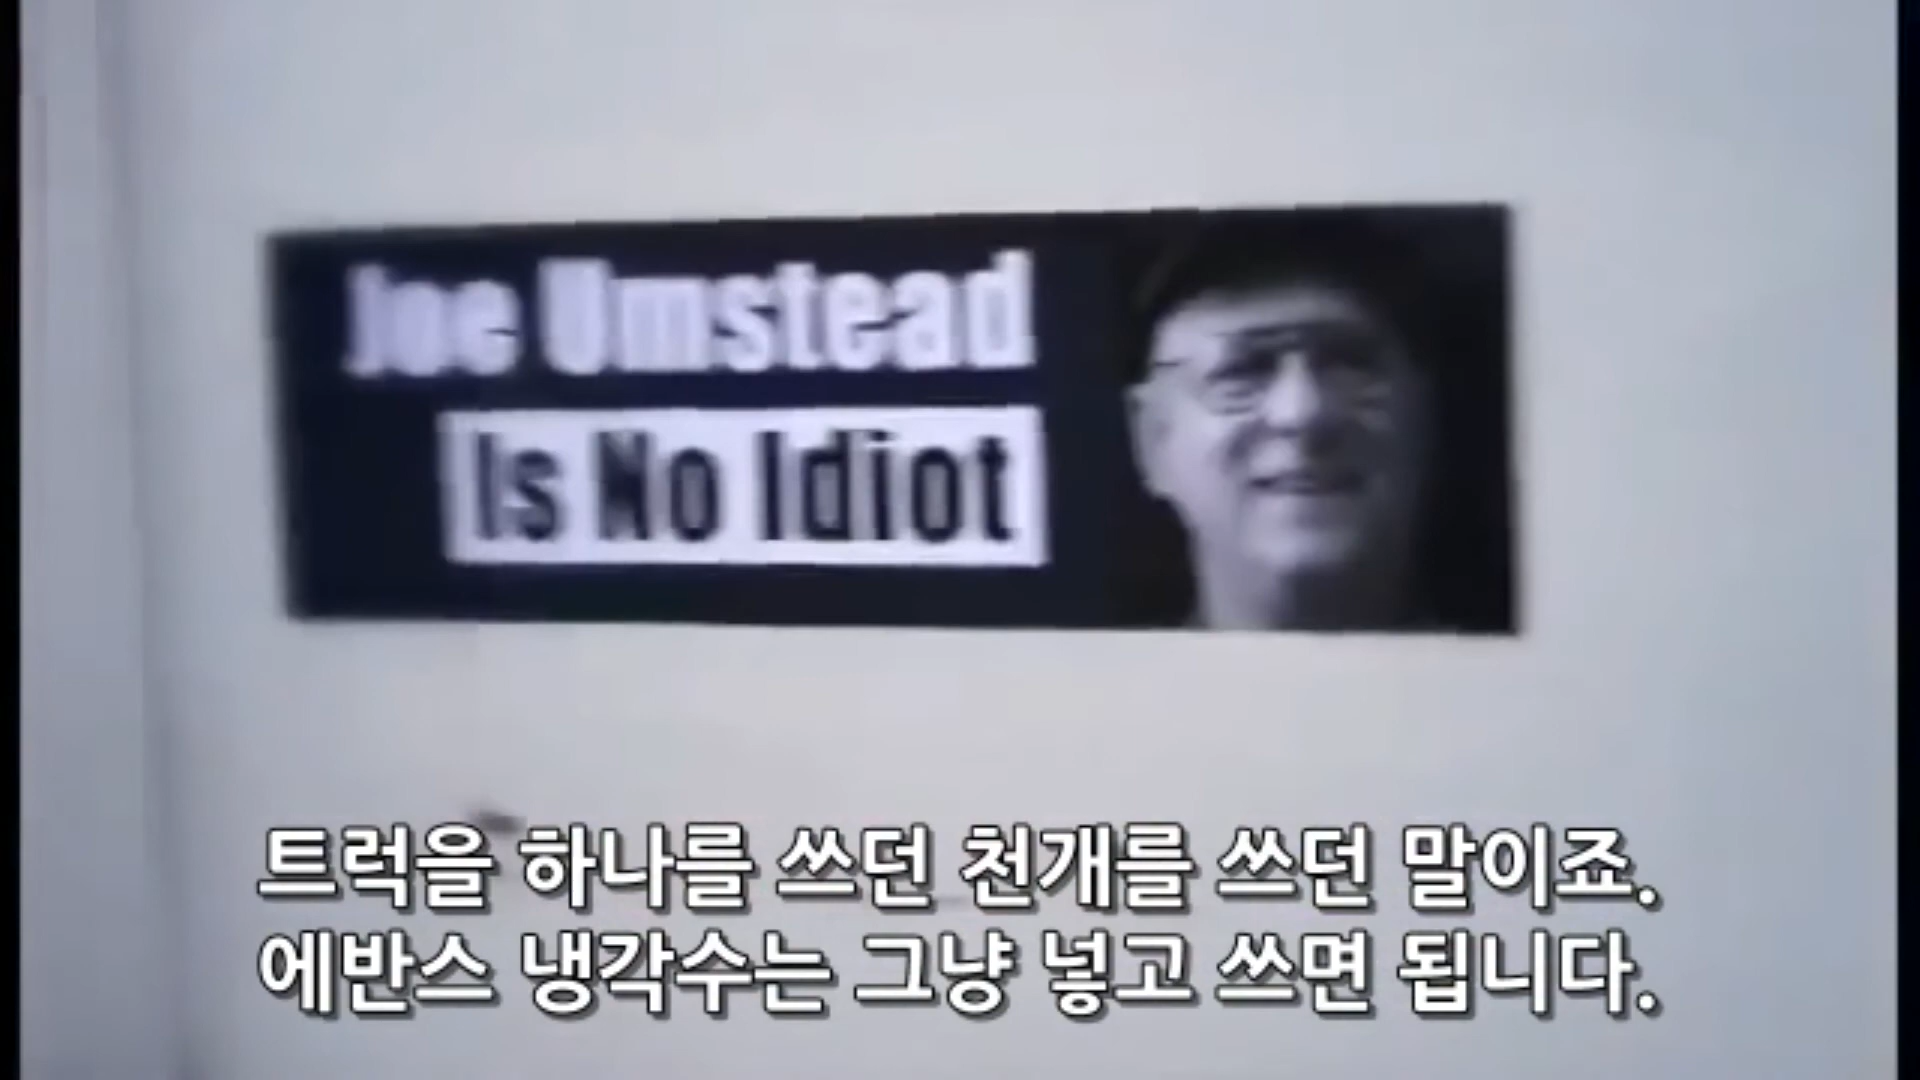 Joe Umstead
Is No Idiot
트럭을 하나를 쓰던 천개를 쓰던 말이죠.
에반스 냉각수는 그냥 넣고 쓰면 됩니다.